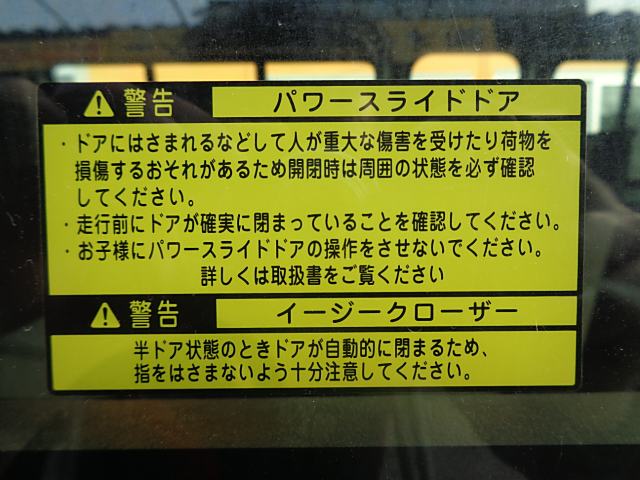 警告 パワースライドドア
・ドアにはさまれるなどして人が重大な傷害を受けたり荷物を
損傷するおそれがあるため開閉時は周囲の状態を必ず確認
してください。
・走行前にドアが確実に閉まっていることを確認してください。
・お子様にパワースライドドアの操作をさせないでください。
詳しくは取扱書をご覧ください
警告 イージークローザー
半ドア状態のときドアが自動的に閉まるため、
指をはさまないよう十分注意してください。